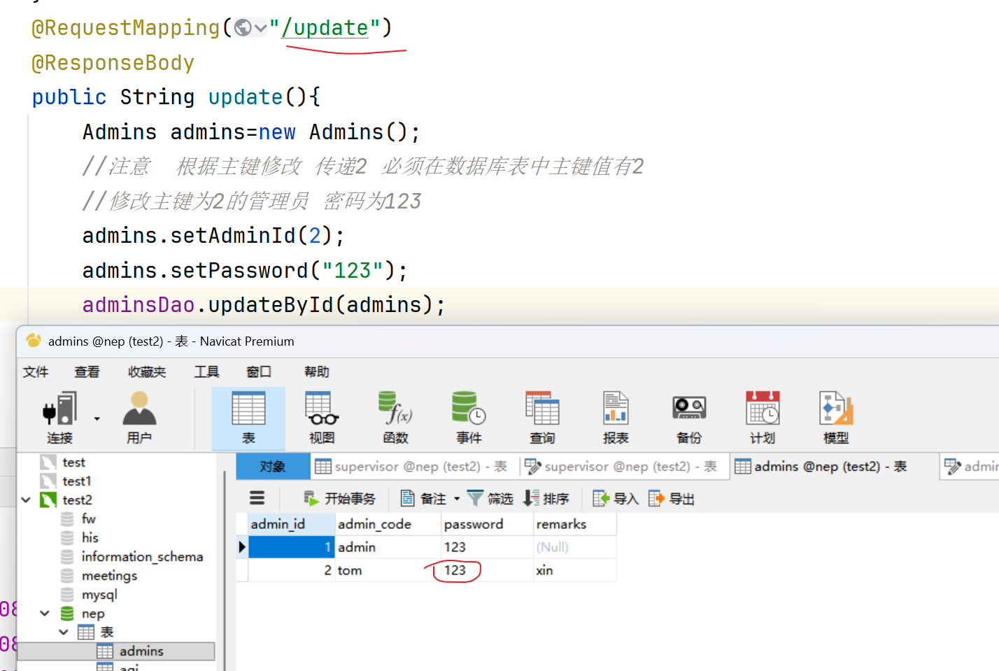 @RequestMapping("/update")
@ResponseBody
public String update(){
Admins admins=new Admins();
//注意 根据主键修改 传递2 必须在数据库表中主键值有2
//修改主键为2的管理员 密码为123
admins.setAdminId(2);
admins.setPassword("123");
adminsDao.updateById(admins);
admins @nep (test2) - 表 - Navicat Premium
文件 查看 收藏夹 工具 窗口 帮助
连接 用户 表 视图 函数 事件 查询 报表 备份 计划 模型
对象 supervisor @nep (test2) - 表 supervisor @nep (test2) - 表 admins @nep (test2) - 表
开始事务 备注 筛选 排序 导入 导出
admin_id admin_code password remarks
1 admin 123 (Null)
2 tom 123 xin
test
test1
test2
fw
his
information_schema
meetings
mysql
nep
表
admins